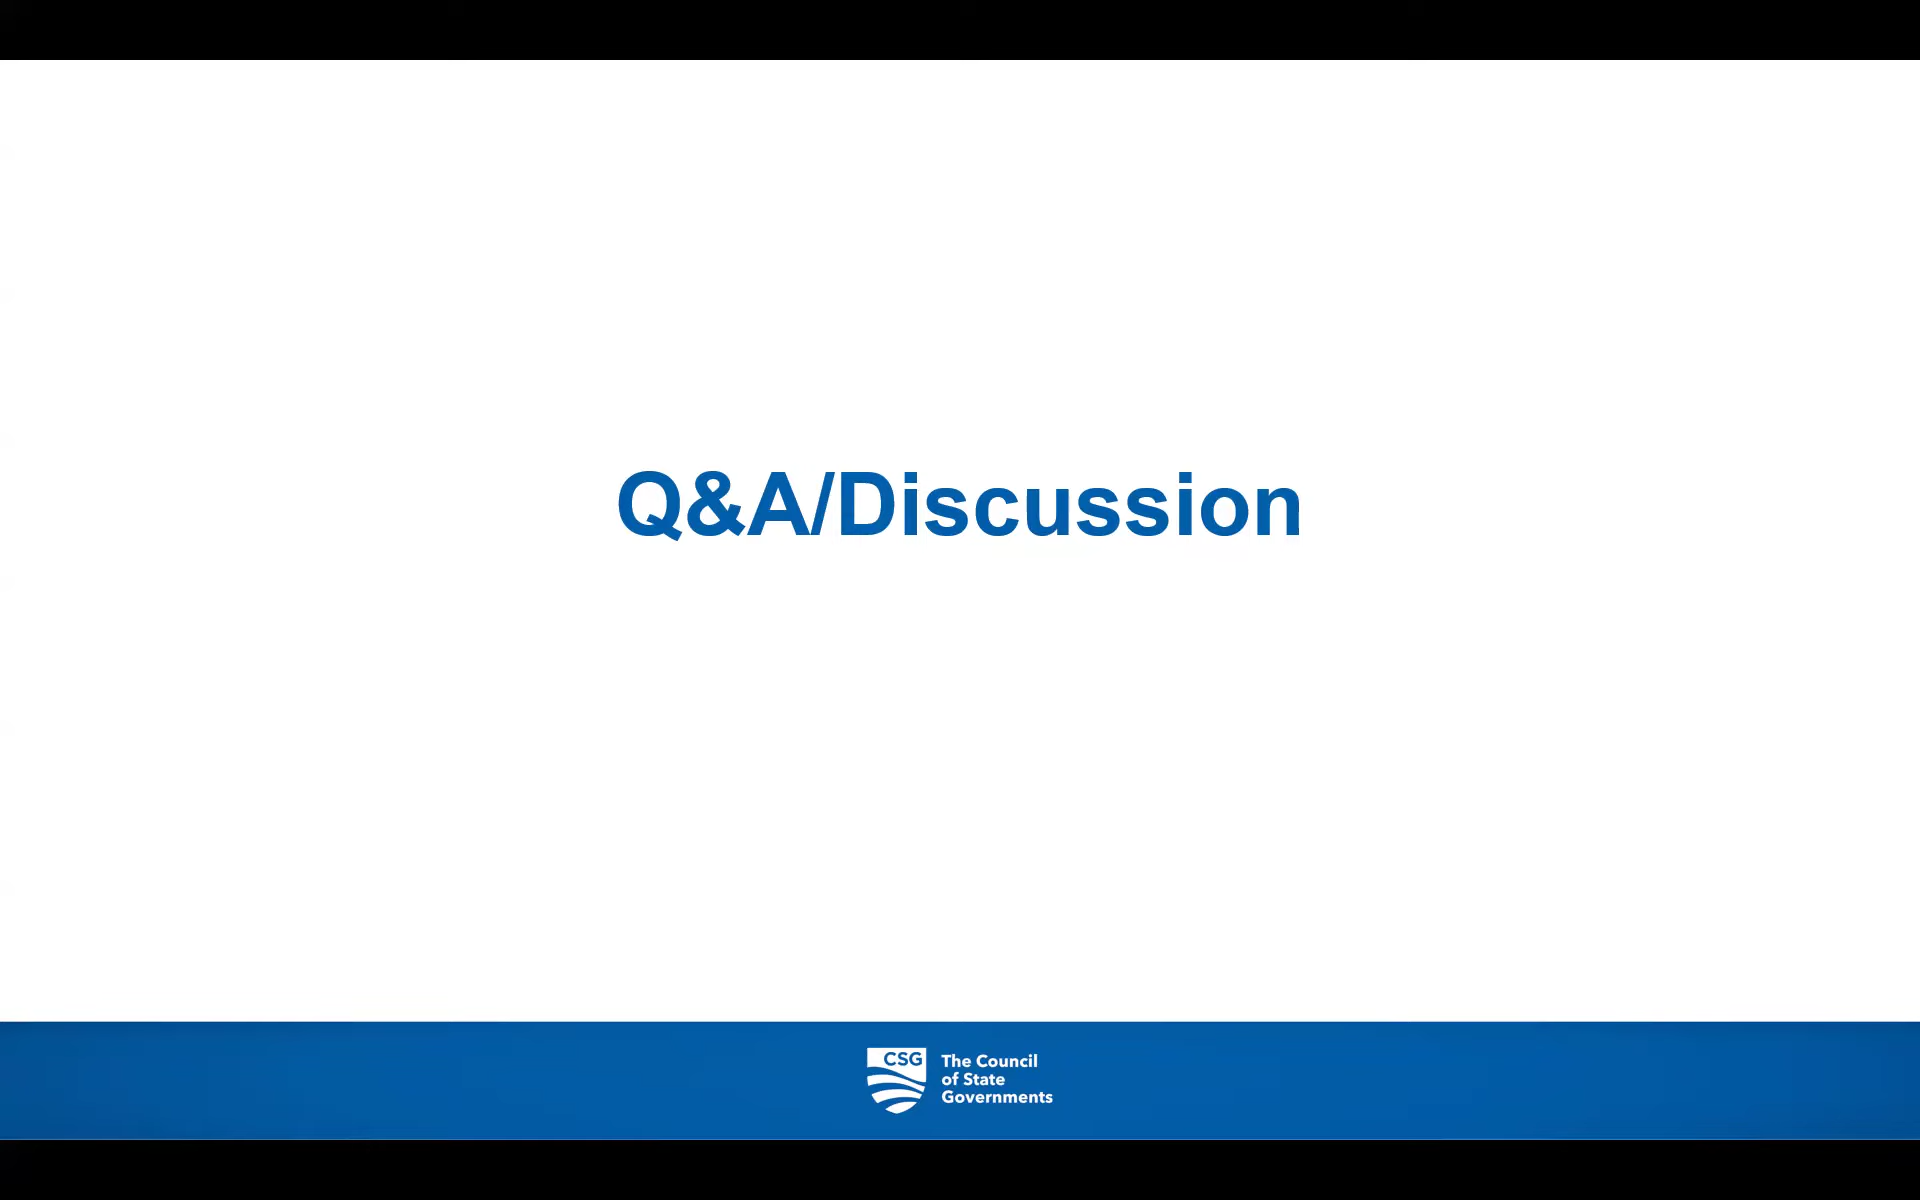 Q&A/Discussion
CSG
The Council
of State
Governments